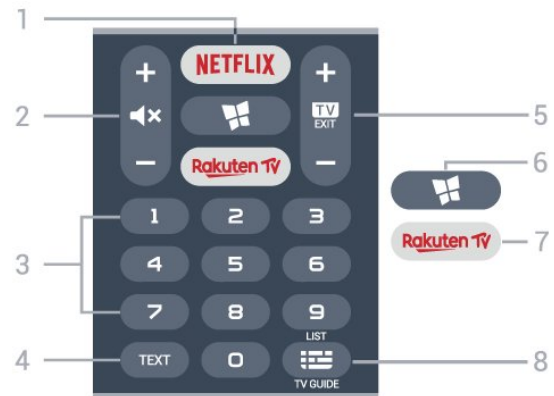 1
NETFLIX
+ +
2
TV
EXIT
5
- -
Rakuten TV
6
Rakuten TV
7
3
1 2 3
4 5 6
7 8 9
LIST
4
TEXT 0
8
TV GUIDE